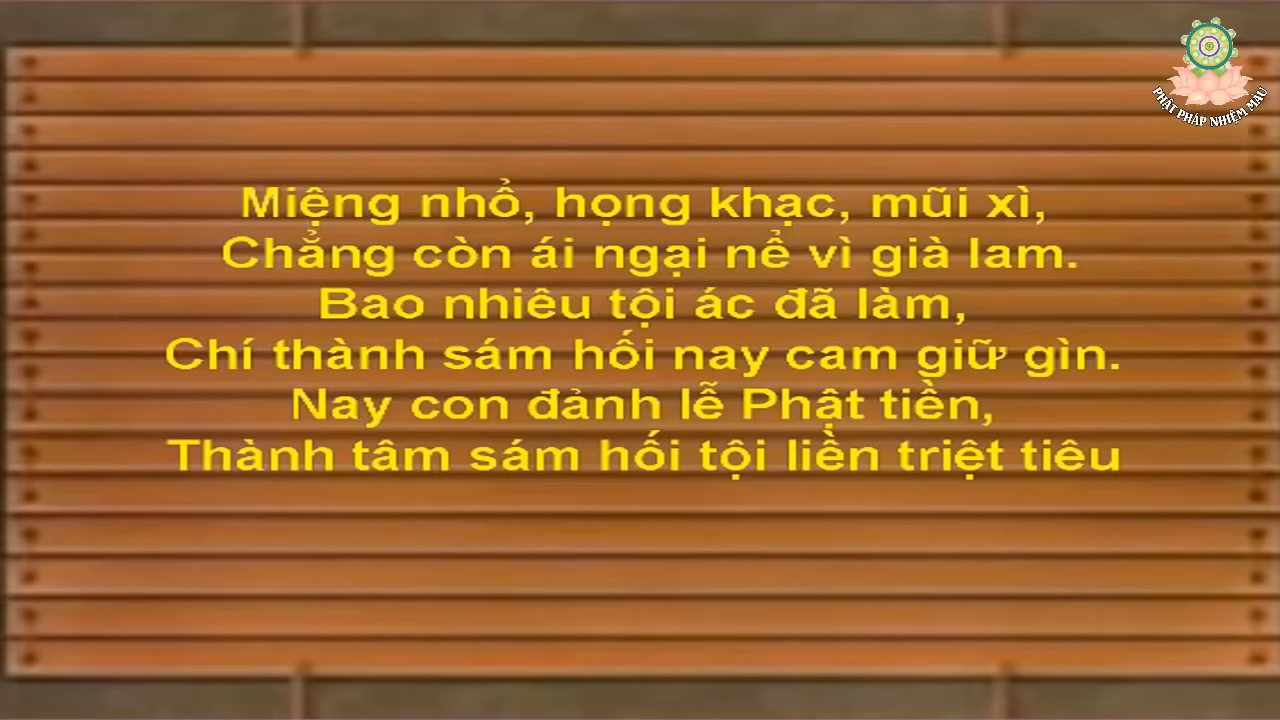 PHẬT PHÁP NHIỆM MẦU
Miệng nhổ, họng khạc, mũi xì,
Chẳng còn ái ngại nể vì già lam.
Bao nhiêu tội ác đã làm,
Chí thành sám hối nay cam giữ gìn.
Nay con đảnh lễ Phật tiền,
Thành tâm sám hối tội liền triệt tiêu